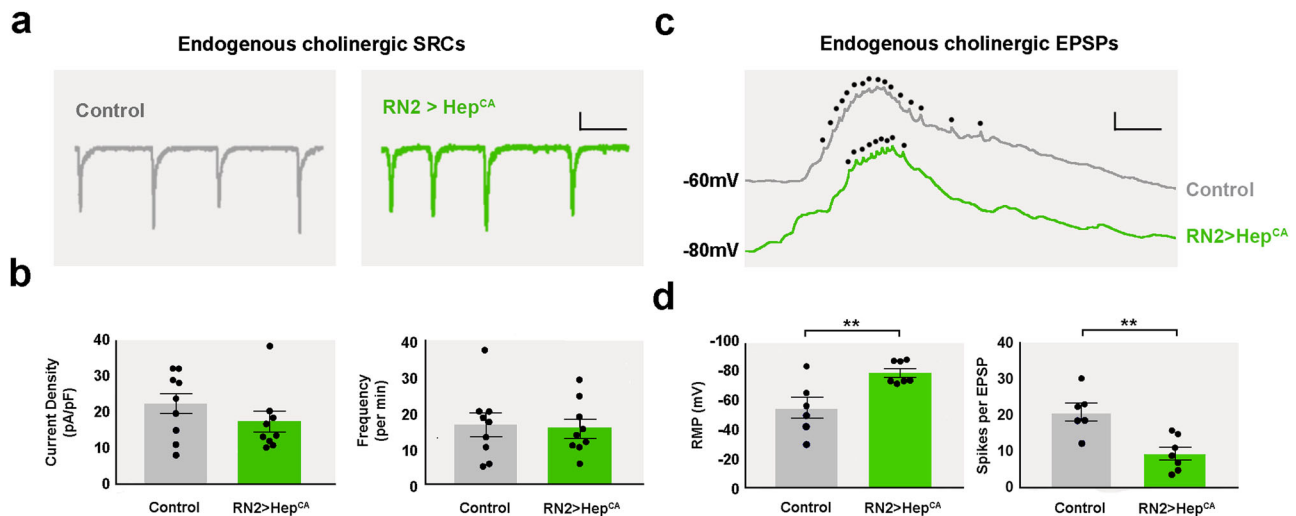 a
Endogenous cholinergic SRCs
Control
RN2 > Hep^CA
c
Endogenous cholinergic EPSPs
-60mV
-80mV
Control
RN2>Hep^CA
b
Current Density
(pA/pF)
40
30
20
10
0
Control
RN2>Hep^CA
Frequency
(per min)
40
30
20
10
0
Control
RN2>Hep^CA
d
RMP (mV)
-100
-80
-60
-40
-20
0
**
Control
RN2>Hep^CA
Spikes per EPSP
40
30
20
10
0
**
Control
RN2>Hep^CA